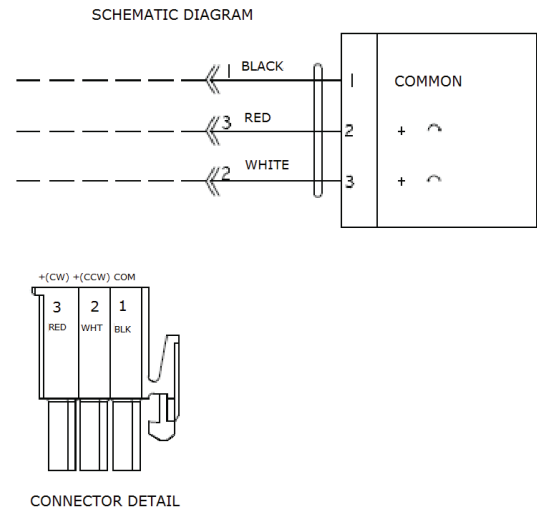 SCHEMATIC DIAGRAM
1 BLACK 1 COMMON
3 RED 2 +
2 WHITE 3 +
+(CW) +(CCW) COM
3 2 1
RED WHT BLK
CONNECTOR DETAIL